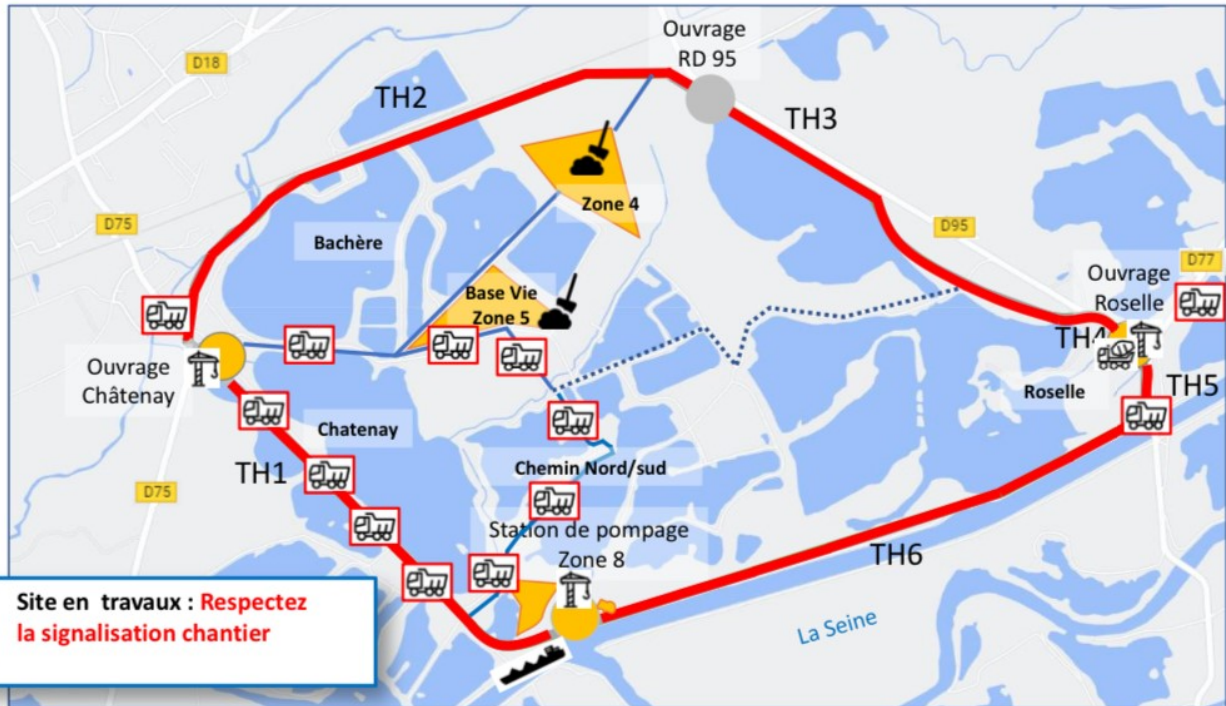 Ouvrage
RD 95
D18
TH2
TH3
Zone 4
D75
Bachère
D95
D77
Base Vie
Zone 5
Ouvrage
Roselle
TH4
Ouvrage
Châtenay
Roselle
TH5
Chatenay
TH1
Chemin Nord/sud
D75
Station de pompage
Zone 8
TH6
La Seine
Site en travaux : Respectez
la signalisation chantier